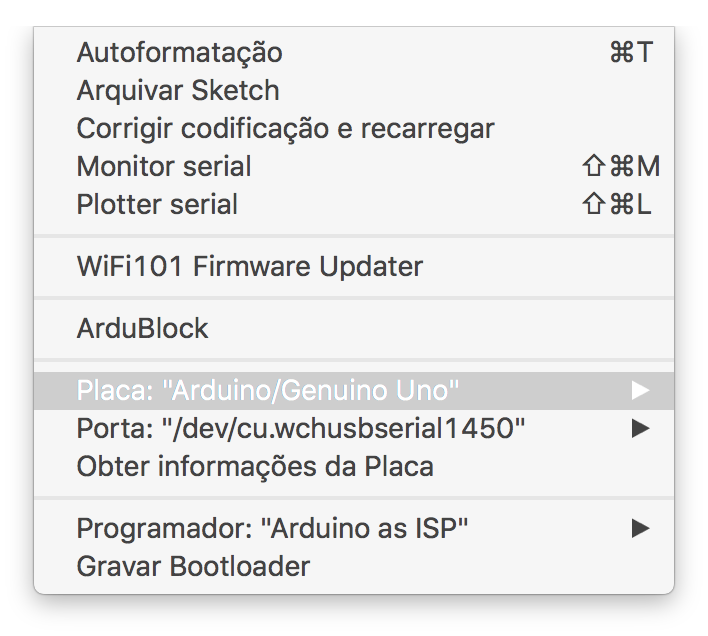 Autoformatação ⌘T
Arquivar Sketch
Corrigir codificação e recarregar
Monitor serial ⇧⌘M
Plotter serial ⇧⌘L
WiFi101 Firmware Updater
ArduBlock
Placa: "Arduino/Genuino Uno" ▶
Porta: "/dev/cu.wchusbserial1450" ▶
Obter informações da Placa
Programador: "Arduino as ISP" ▶
Gravar Bootloader